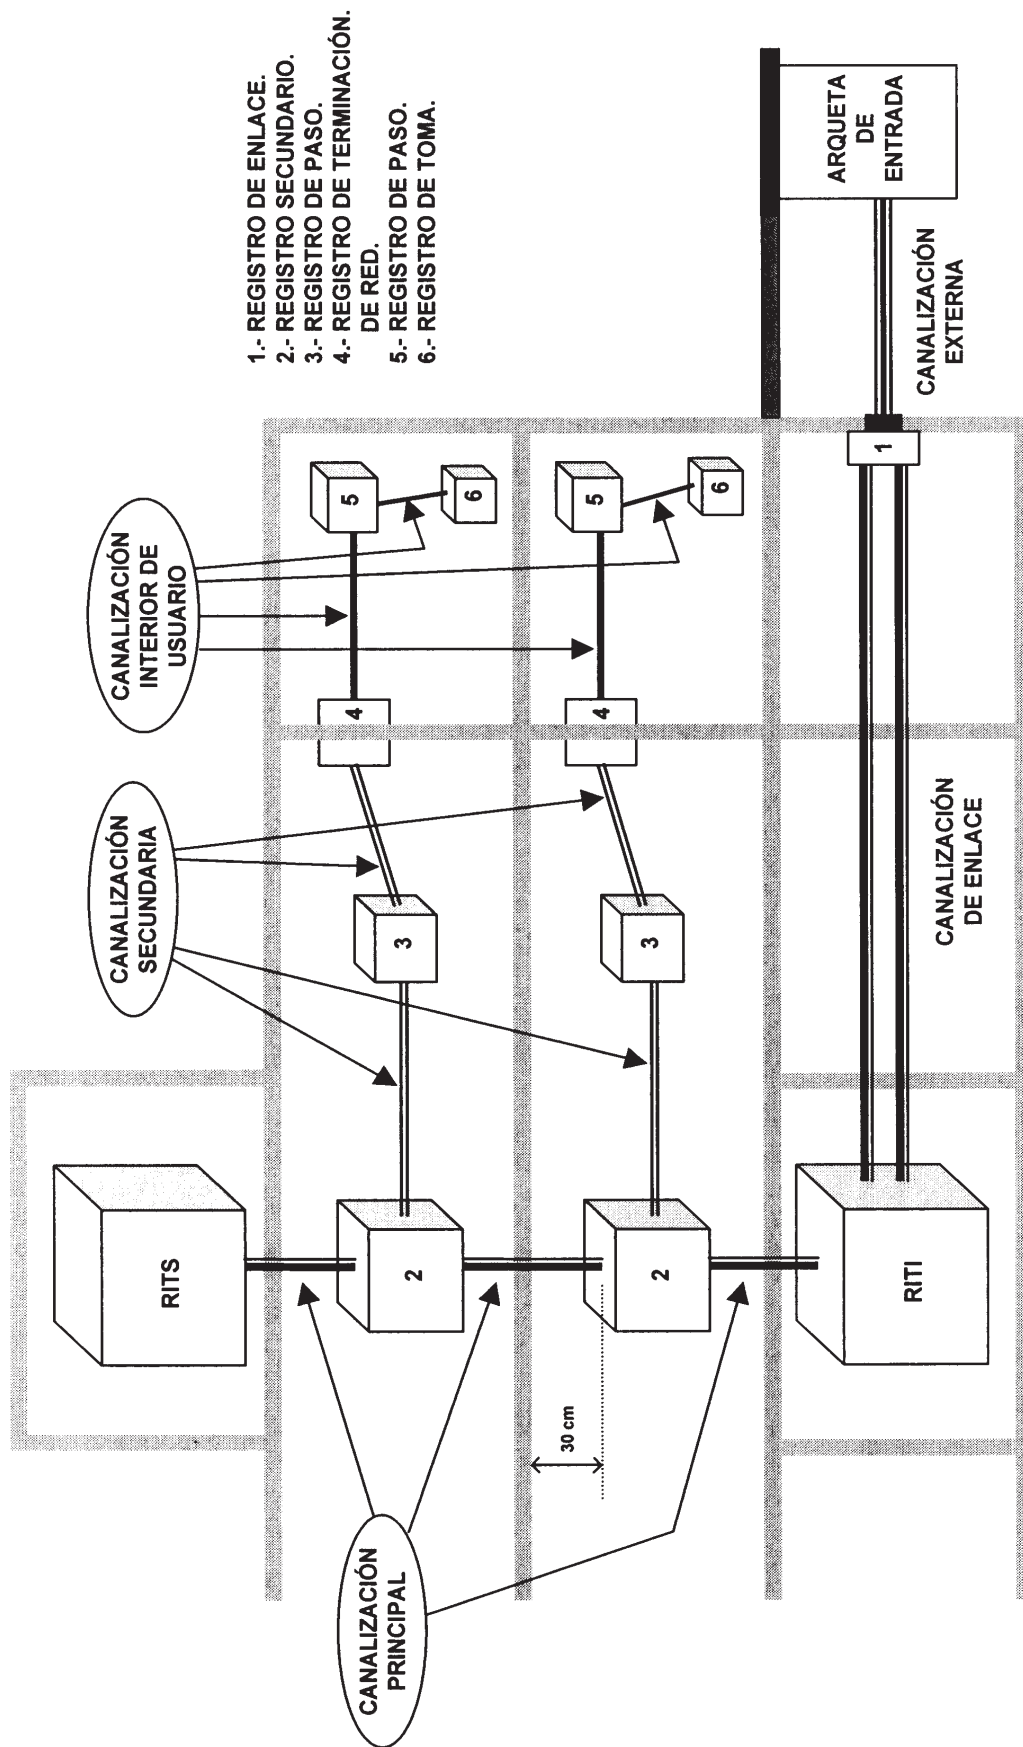 CANALIZACIÓN
SECUNDARIA
CANALIZACIÓN
INTERIOR DE
USUARIO
RITS
1.- REGISTRO DE ENLACE.
2.- REGISTRO SECUNDARIO.
3.- REGISTRO DE PASO.
4.- REGISTRO DE TERMINACIÓN.
DE RED.
5.- REGISTRO DE PASO.
6.- REGISTRO DE TOMA.
CANALIZACIÓN
PRINCIPAL
2
3
4
5
6
30 cm
2
3
4
5
6
RITI
CANALIZACIÓN
DE ENLACE
1
CANALIZACIÓN
EXTERNA
ARQUETA
DE
ENTRADA